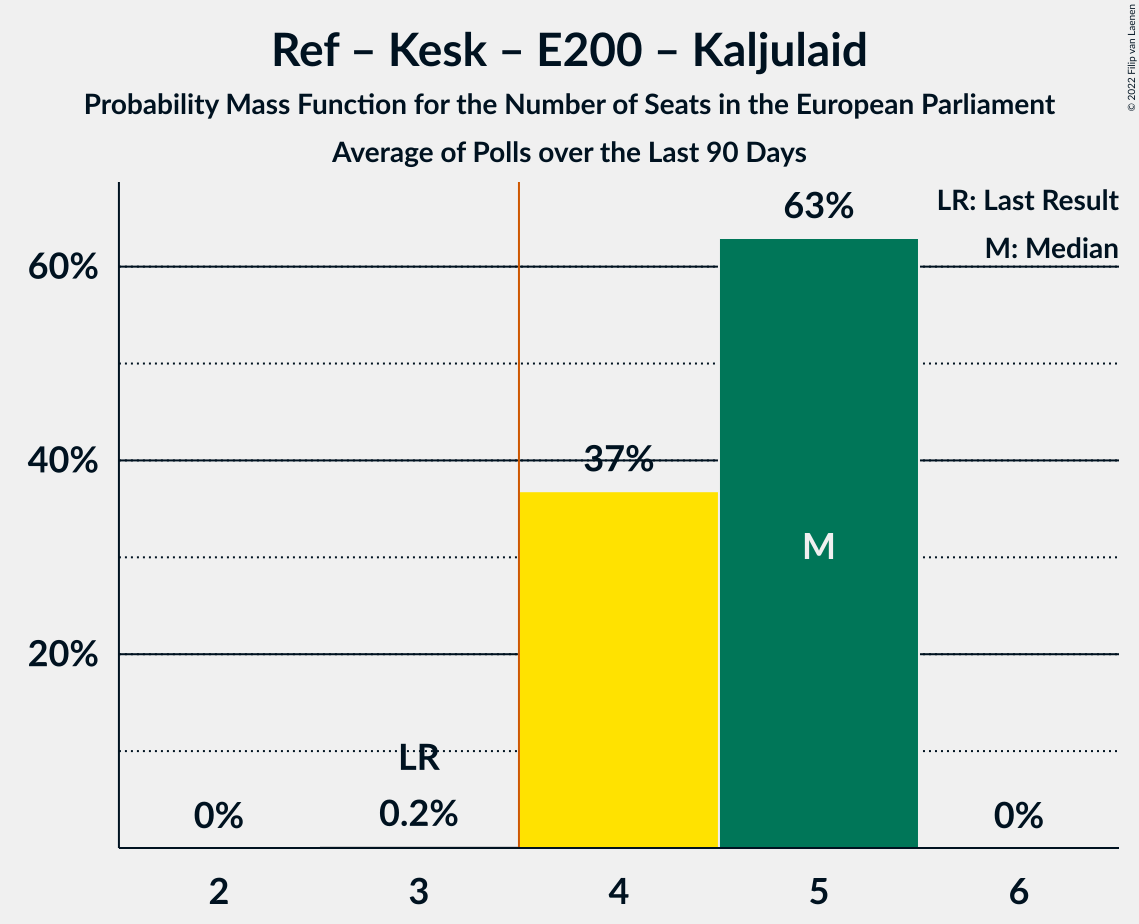 Ref – Kesk – E200 – Kaljulaid
Probability Mass Function for the Number of Seats in the European Parliament
Average of Polls over the Last 90 Days
© 2022 Filip van Laenen
LR: Last Result
M: Median
63%
60%
40%
37%
M
20%
LR
0%
0.2%
0%
2 3 4 5 6